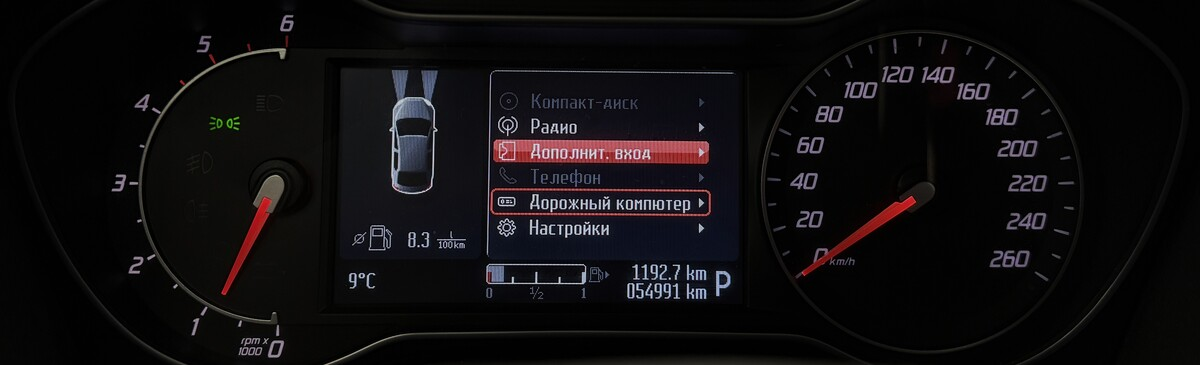 6
5
4
3
2
1
0
rpm x
1000
Компакт-диск
Радио
Дополнит. вход
Телефон
Дорожный компютер
Настройки
8.3 l
100km
9°C
0 1/2 1
1192.7 km
054991 km
P
0
20
40
60
80
100
120
140
160
180
200
220
240
260
km/h